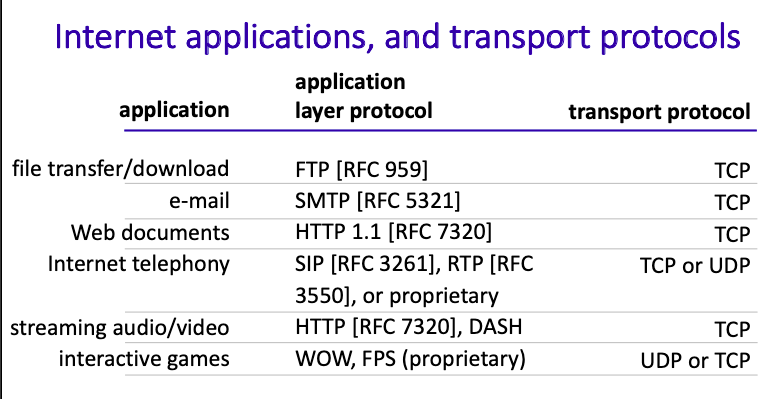 Internet applications, and transport protocols
application
application
layer protocol
transport protocol
file transfer/download FTP [RFC 959] TCP
e-mail SMTP [RFC 5321] TCP
Web documents HTTP 1.1 [RFC 7320] TCP
Internet telephony SIP [RFC 3261], RTP [RFC TCP or UDP
3550], or proprietary
streaming audio/video HTTP [RFC 7320], DASH TCP
interactive games WOW, FPS (proprietary) UDP or TCP